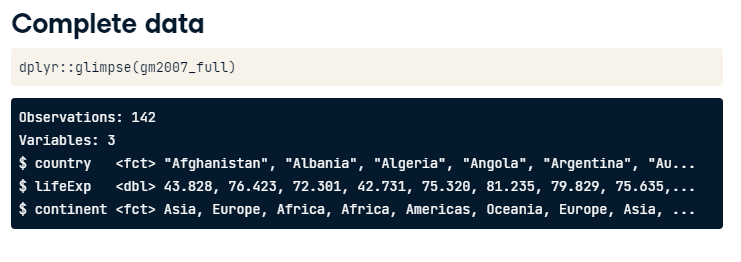 Complete data
dplyr::glimpse(gm2007_full)
Observations: 142
Variables: 3
$ country   <fct> "Afghanistan", "Albania", "Algeria", "Angola", "Argentina", "Au...
$ lifeExp   <dbl> 43.828, 76.423, 72.301, 42.731, 75.320, 81.235, 79.829, 75.635,...
$ continent <fct> Asia, Europe, Africa, Africa, Americas, Oceania, Europe, Asia, ...